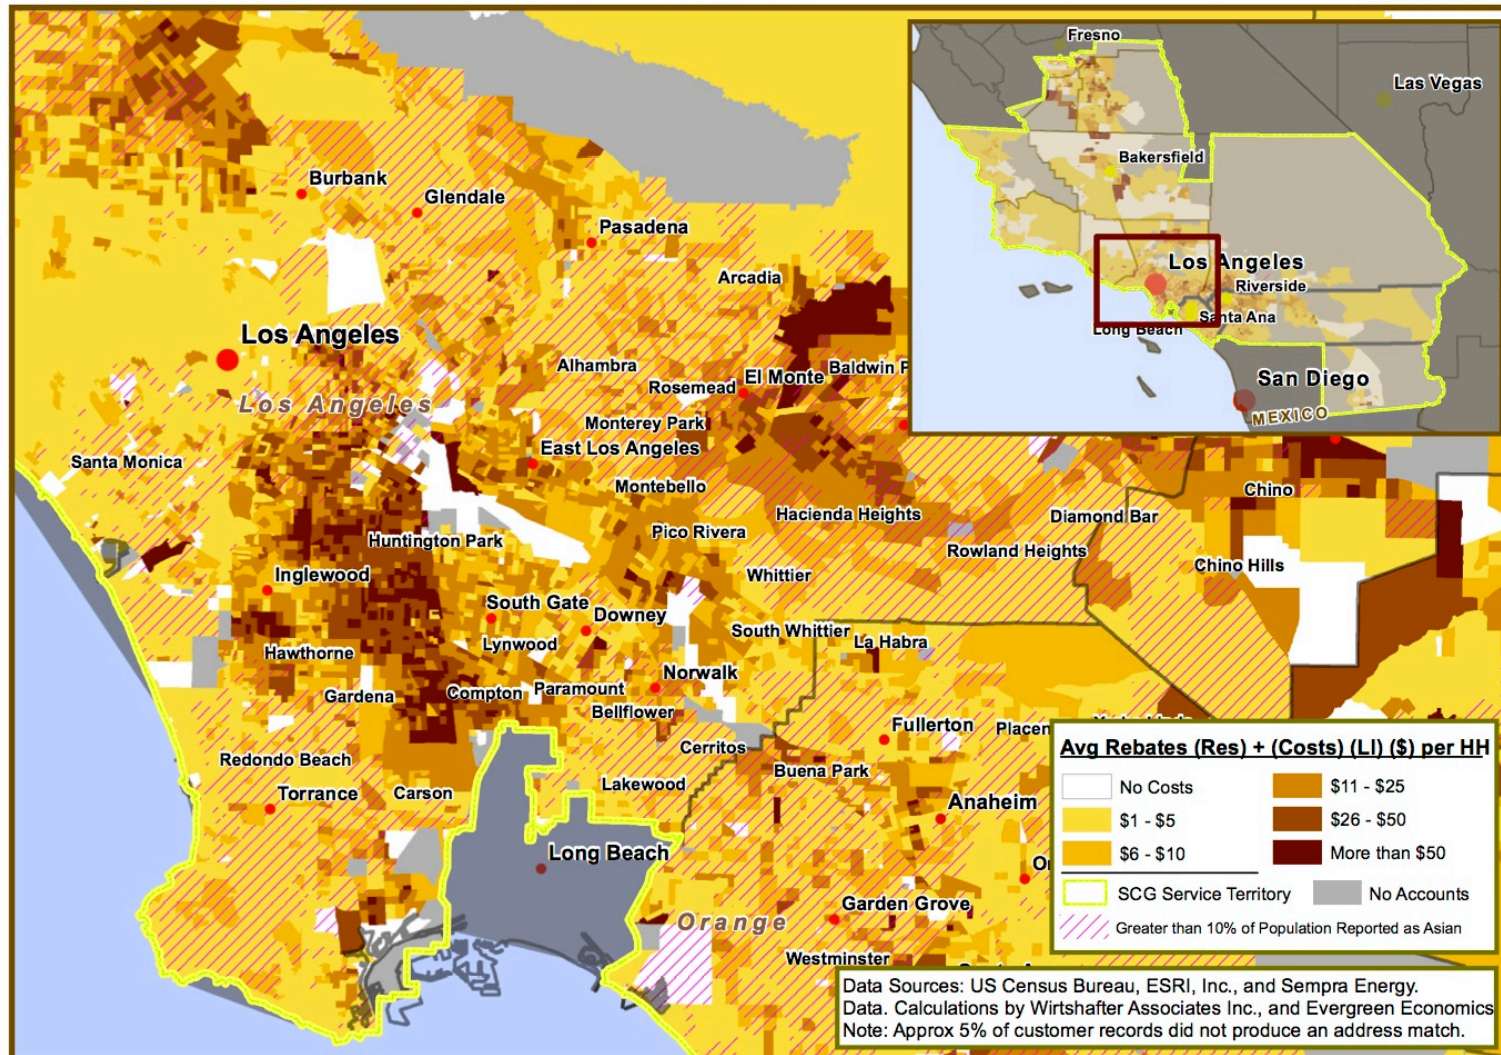 Fresno
Las Vegas
Bakersfield
Los Angeles
Riverside
Santa Ana
Long Beach
San Diego
MEXICO
Burbank
Glendale
Pasadena
Arcadia
Los Angeles
Alhambra
Rosemead
El Monte
Baldwin P
Los Angeles
Monterey Park
East Los Angeles
Santa Monica
Montebello
Chino
Hacienda Heights
Diamond Bar
Pico Rivera
Huntington Park
Rowland Heights
Chino Hills
Inglewood
Whittier
South Gate
Downey
South Whittier
La Habra
Lynwood
Hawthorne
Norwalk
Gardena
Compton
Paramount
Bellflower
Fullerton
Placen
Cerritos
Redondo Beach
Buena Park
Lakewood
Torrance
Carson
Anaheim
Long Beach
Garden Grove
Orange
Westminster
Avg Rebates (Res) + (Costs) (LI) ($) per HH
No Costs
$11 - $25
$1 - $5
$26 - $50
$6 - $10
More than $50
SCG Service Territory
No Accounts
Greater than 10% of Population Reported as Asian
Data Sources: US Census Bureau, ESRI, Inc., and Sempra Energy.
Data. Calculations by Wirtshafter Associates Inc., and Evergreen Economics
Note: Approx 5% of customer records did not produce an address match.